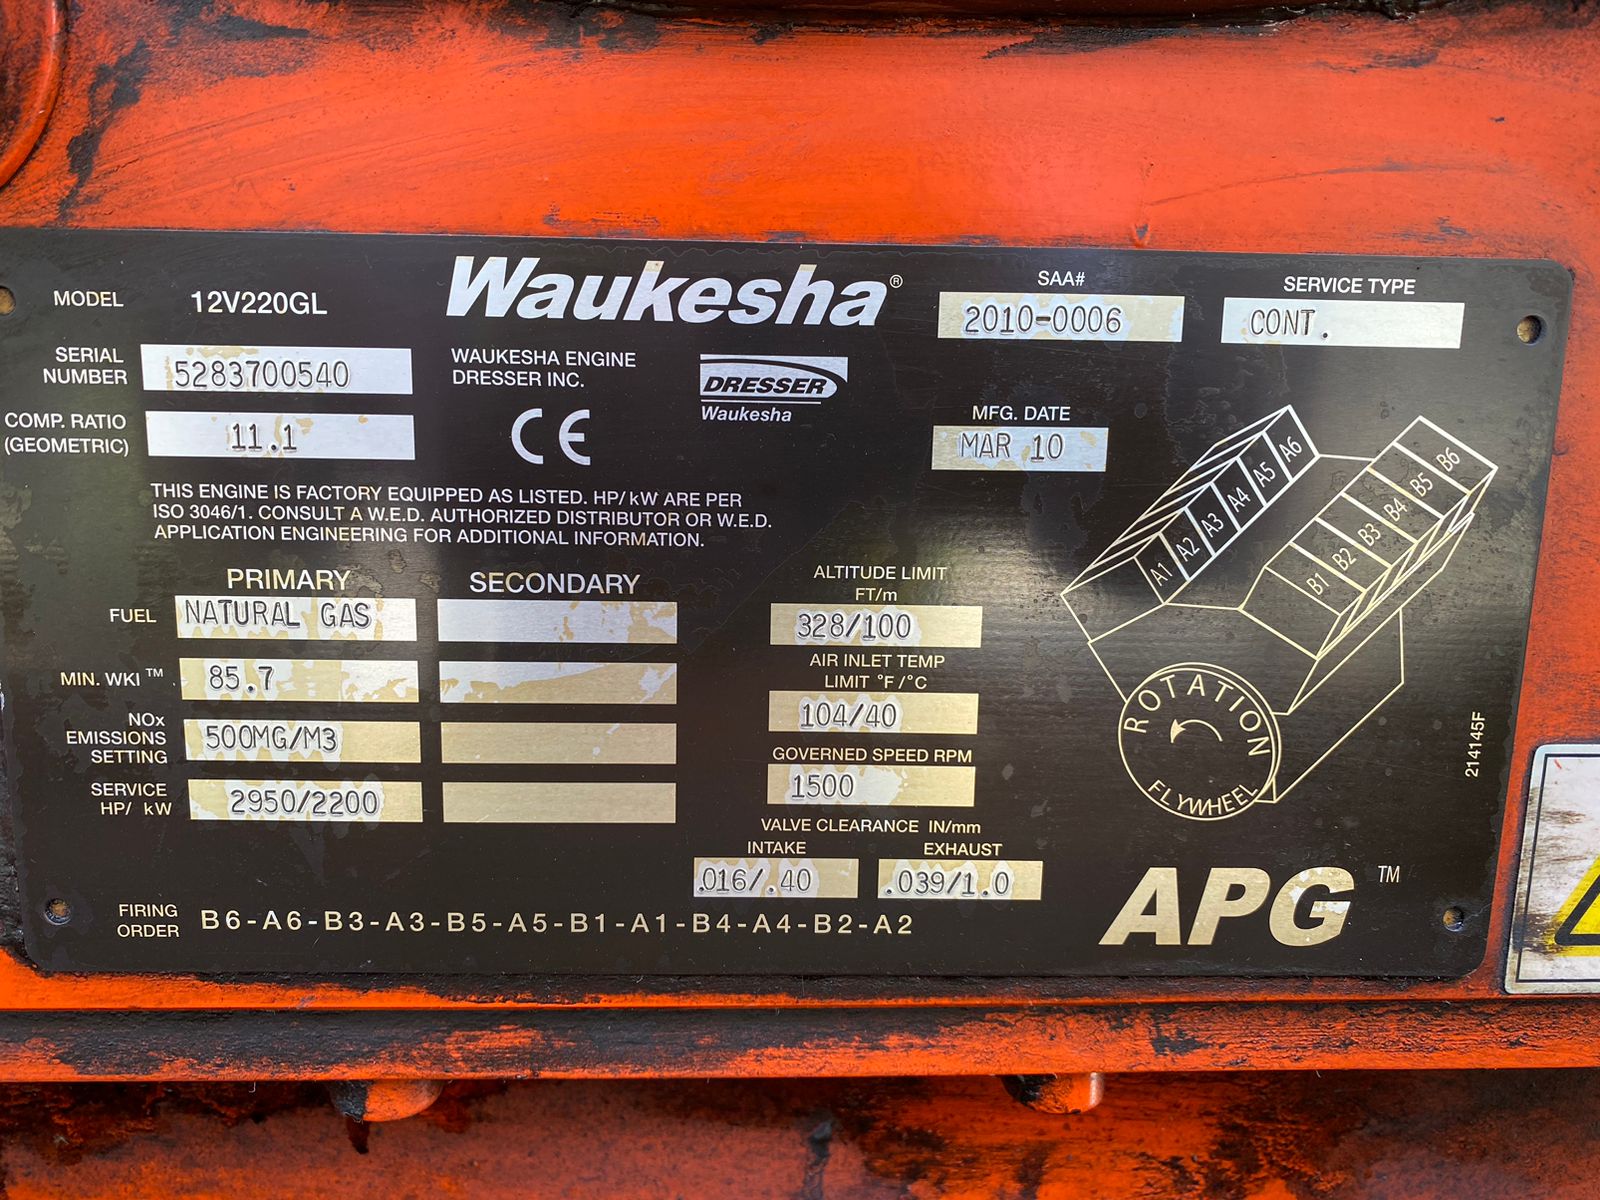 MODEL 12V220GL
Waukesha®
SAA#
2010-0006
SERVICE TYPE
CONT.
SERIAL
NUMBER
5283700540
WAUKESHA ENGINE
DRESSER INC.
DRESSER
Waukesha
COMP. RATIO
(GEOMETRIC)
11.1
CE
MFG. DATE
MAR 10
THIS ENGINE IS FACTORY EQUIPPED AS LISTED. HP/kW ARE PER
ISO 3046/1. CONSULT A W.E.D. AUTHORIZED DISTRIBUTOR OR W.E.D.
APPLICATION ENGINEERING FOR ADDITIONAL INFORMATION.
PRIMARY SECONDARY
FUEL NATURAL GAS
MIN. WKI ™ 85.7
NOx
EMISSIONS
SETTING
500MG/M3
SERVICE
HP/ kW
2950/2200
ALTITUDE LIMIT
FT/m
328/100
AIR INLET TEMP
LIMIT °F/°C
104/40
GOVERNED SPEED RPM
1500
VALVE CLEARANCE IN/mm
INTAKE EXHAUST
.016/.40 .039/1.0
A1 A2 A3 A4 A5 A6
B1 B2 B3 B4 B5 B6
ROTATION
FLYWHEEL
214145F
APG ™
FIRING
ORDER
B6-A6-B3-A3-B5-A5-B1-A1-B4-A4-B2-A2